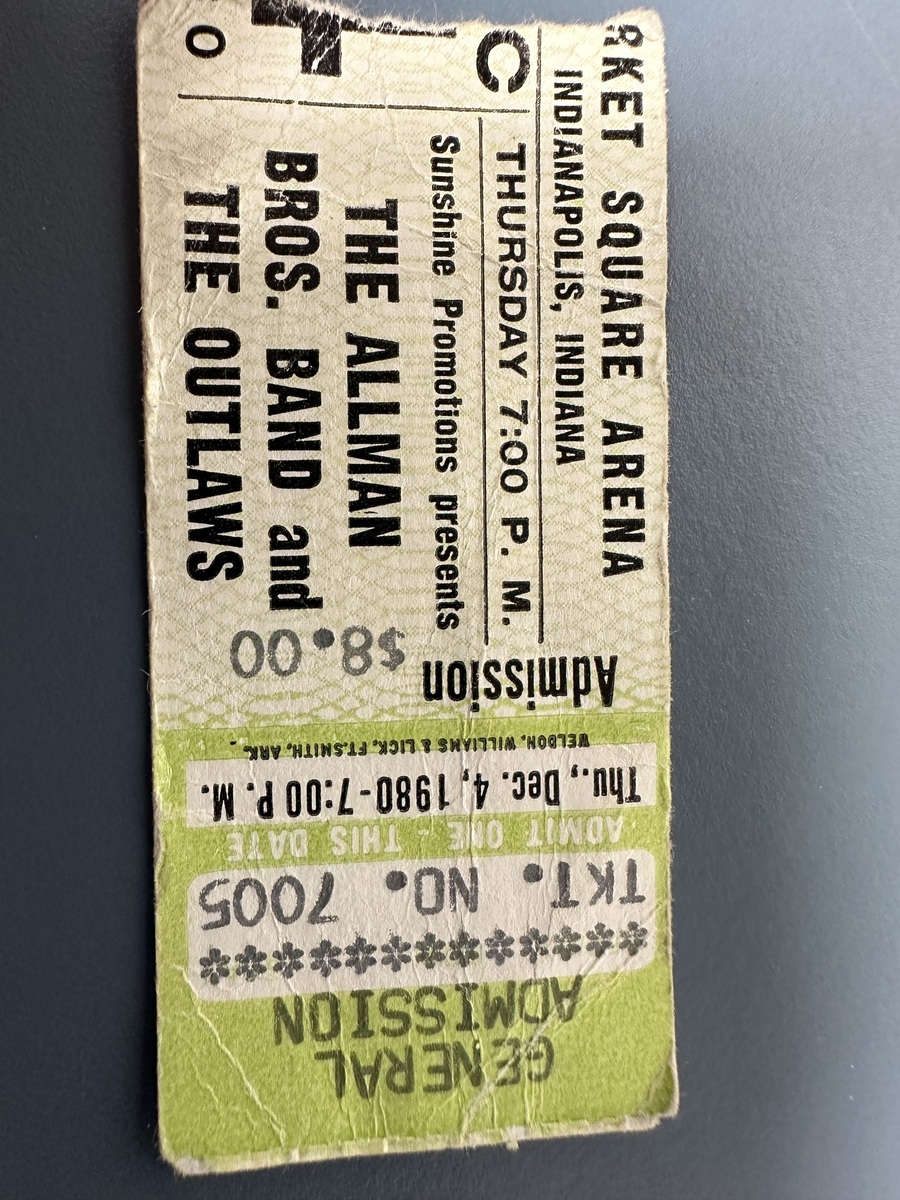 RKET SQUARE ARENA
INDIANAPOLIS, INDIANA
THURSDAY 7:00 P. M.
C
Sunshine Promotions presents
THE ALLMAN
BROS. BAND and
THE OUTLAWS
O
GENERAL
ADMISSION
************
TKT. NO. 7005
ADMIT ONE - THIS DATE
Thu., Dec. 4, 1980-7:00 P. M.
WELDON, WILLIAMS & LICK, FT.SMITH, ARK.
Admission
$8.00